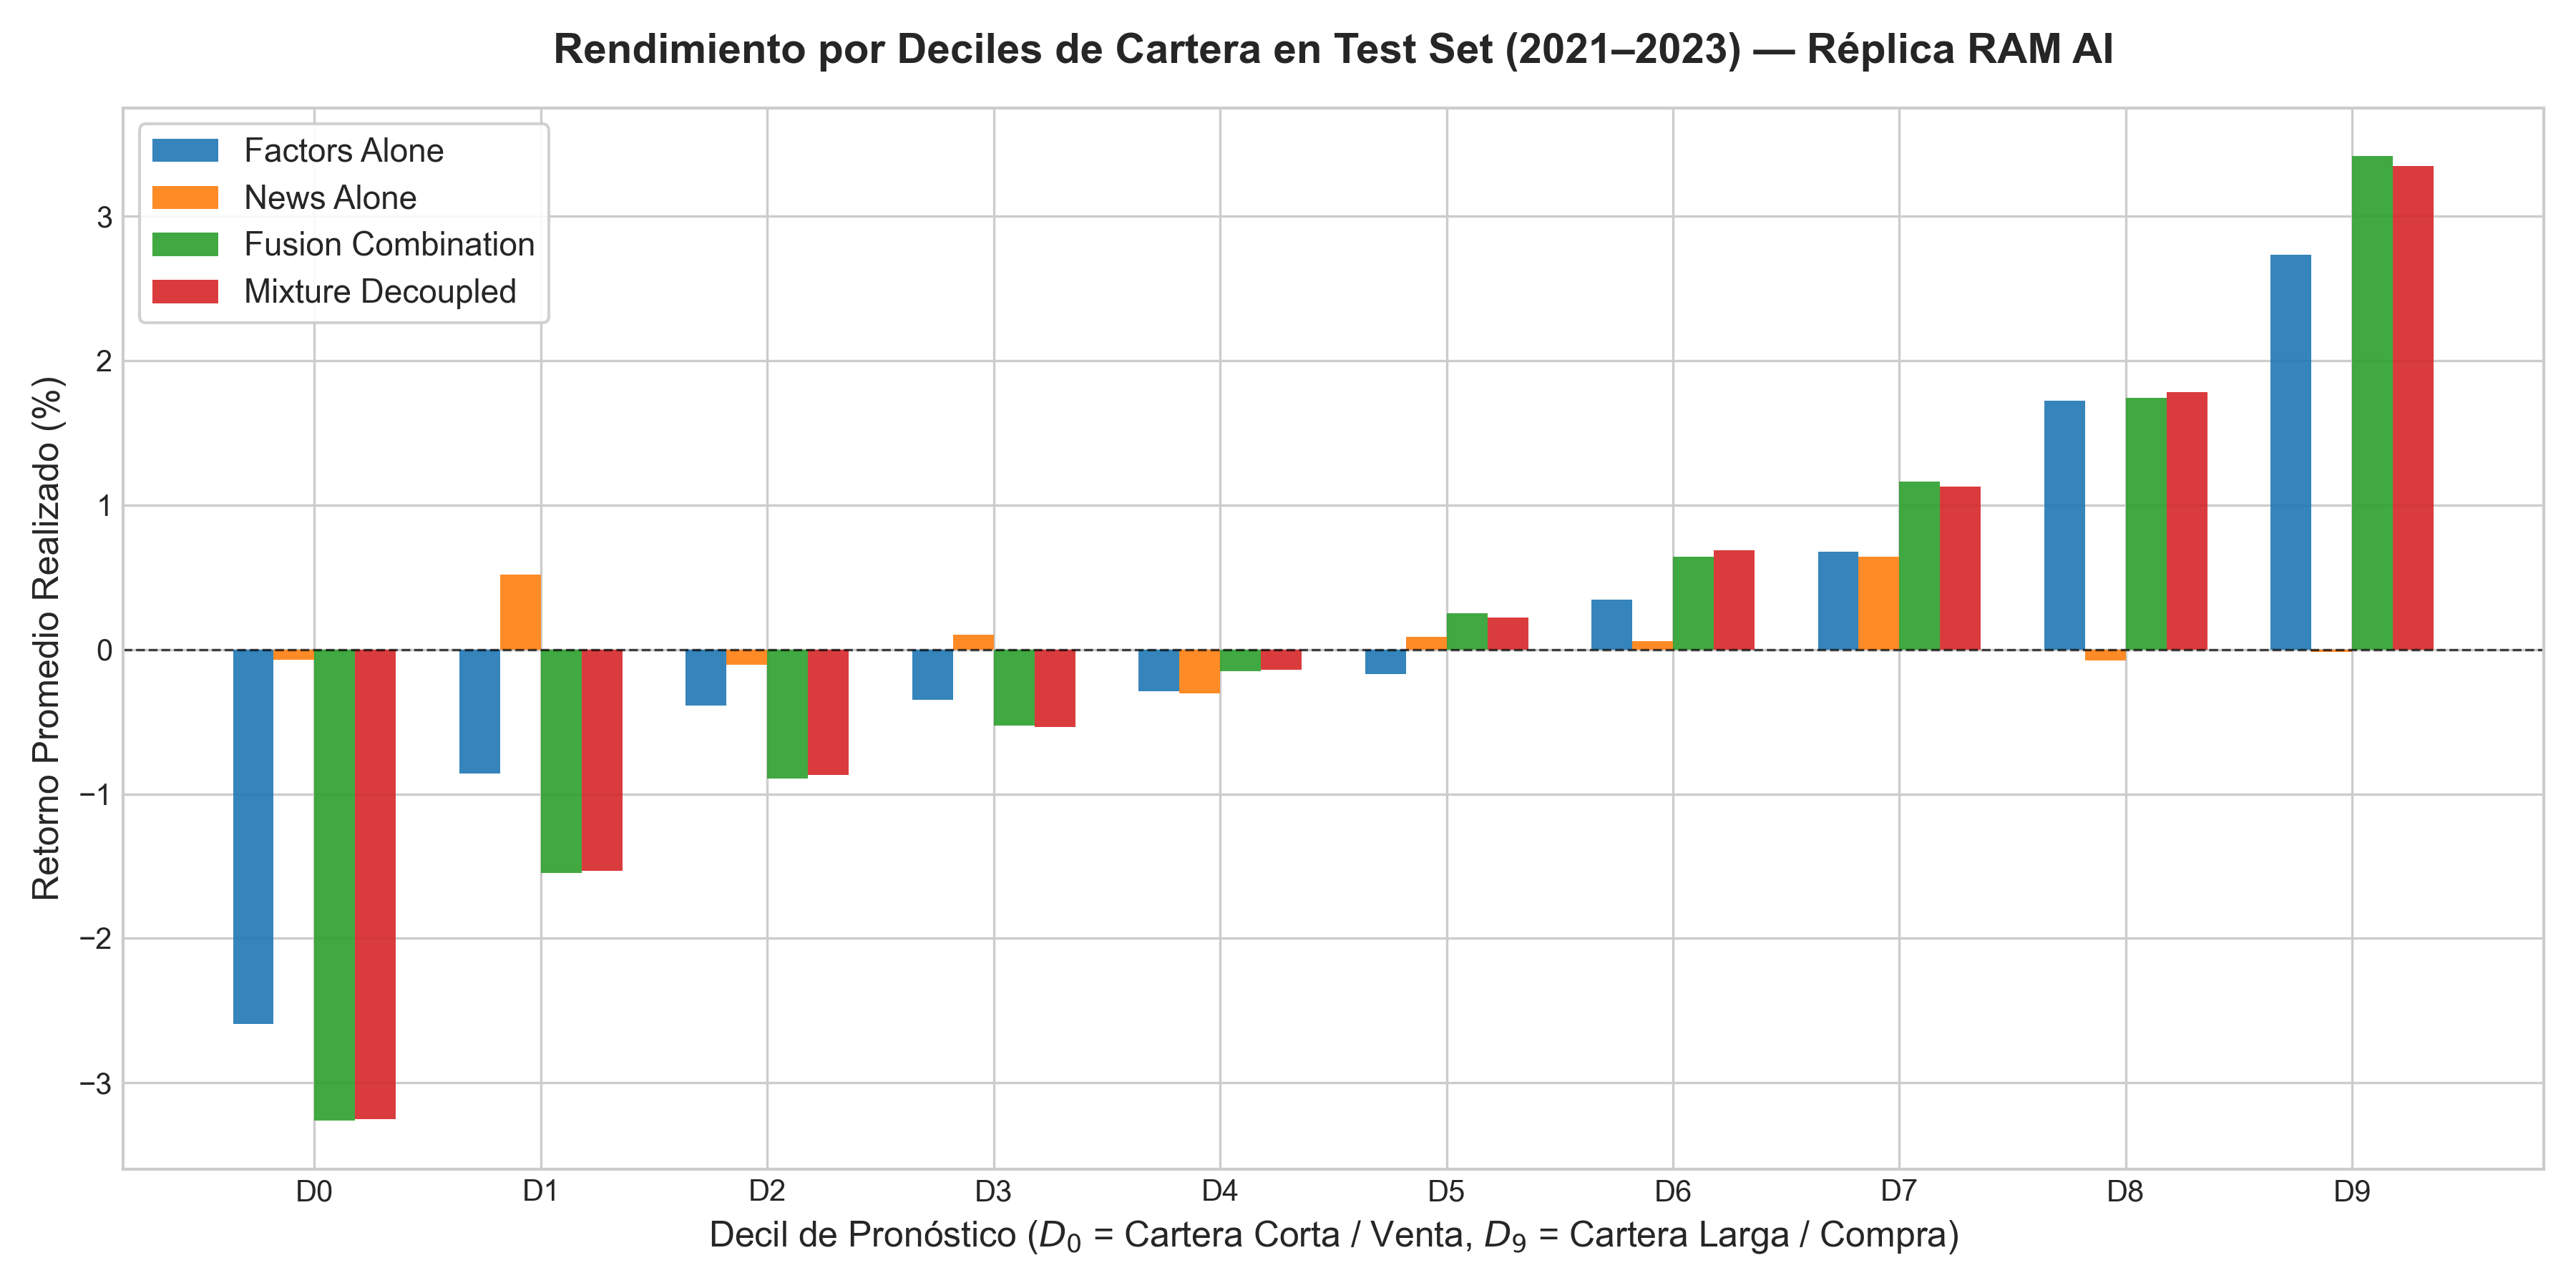 Rendimiento por Deciles de Cartera en Test Set (2021–2023) — Réplica RAM AI
Factors Alone
News Alone
Fusion Combination
Mixture Decoupled
Retorno Promedio Realizado (%)
3
2
1
0
−1
−2
−3
D0 D1 D2 D3 D4 D5 D6 D7 D8 D9
Decil de Pronóstico (D₀ = Cartera Corta / Venta, D₉ = Cartera Larga / Compra)